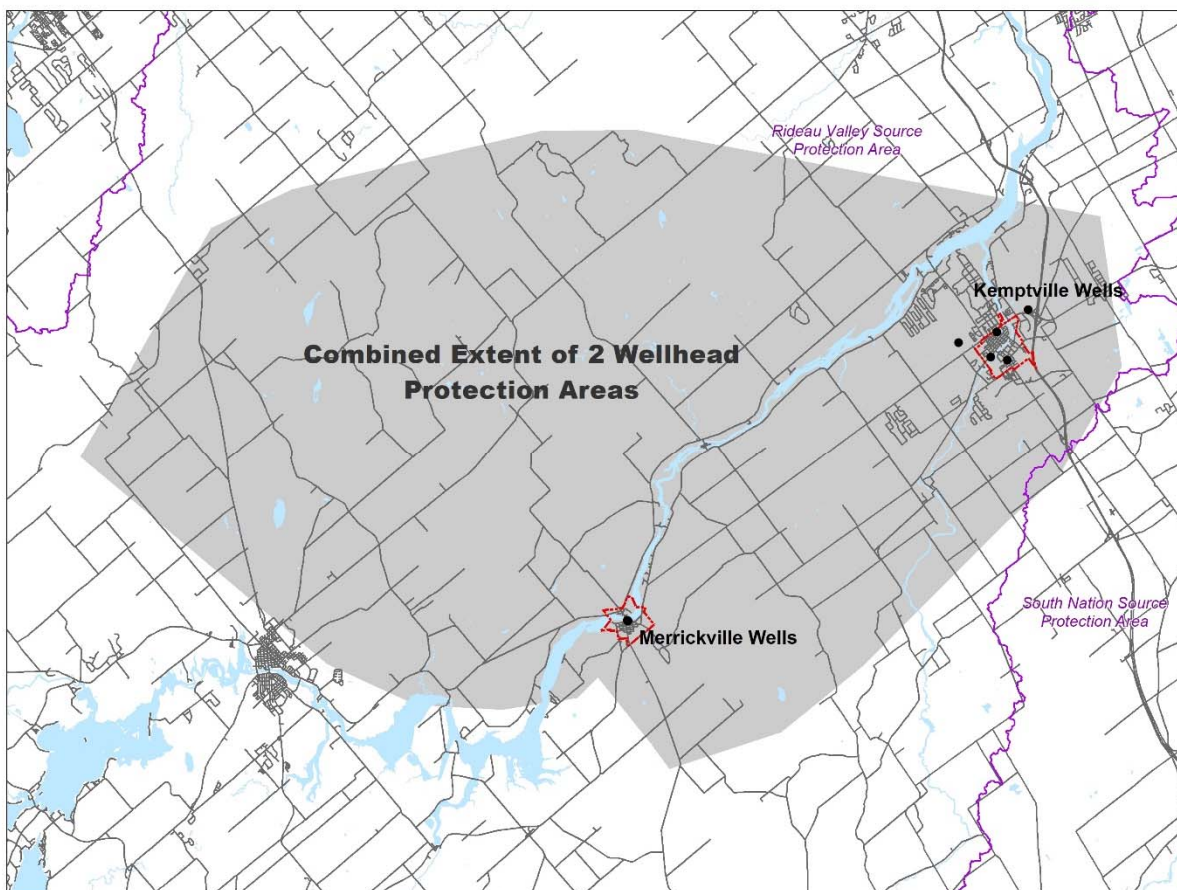 Rideau Valley Source
Protection Area
Kemptville Wells
Combined Extent of 2 Wellhead
Protection Areas
South Nation Source
Protection Area
Merrickville Wells